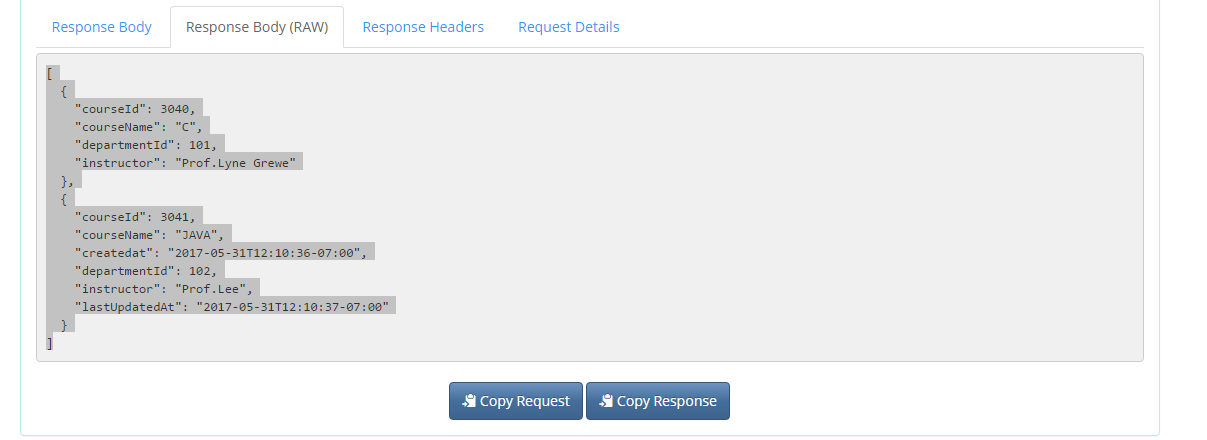 Response Body Response Body (RAW) Response Headers Request Details
[
{
"courseId": 3040,
"courseName": "C",
"departmentId": 101,
"instructor": "Prof.Lyne Grewe"
},
{
"courseId": 3041,
"courseName": "JAVA",
"createdat": "2017-05-31T12:10:36-07:00",
"departmentId": 102,
"instructor": "Prof.Lee",
"lastUpdatedAt": "2017-05-31T12:10:37-07:00"
}
]
Copy Request Copy Response